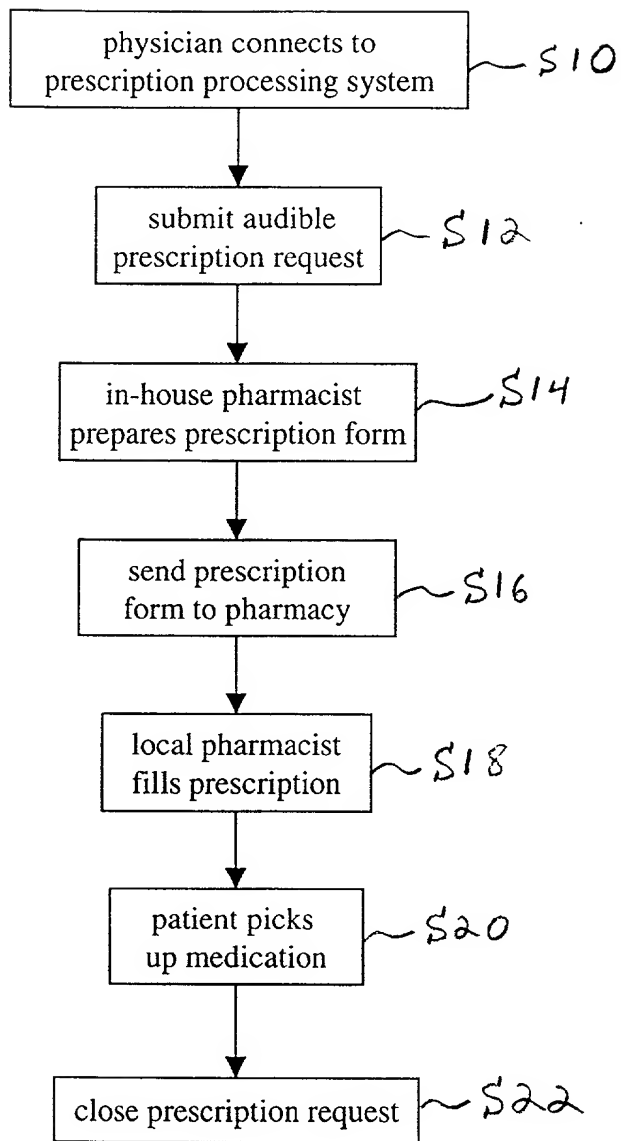 physician connects to
prescription processing system
S10
submit audible
prescription request
S12
in-house pharmacist
prepares prescription form
S14
send prescription
form to pharmacy
S16
local pharmacist
fills prescription
S18
patient picks
up medication
S20
close prescription request
S22